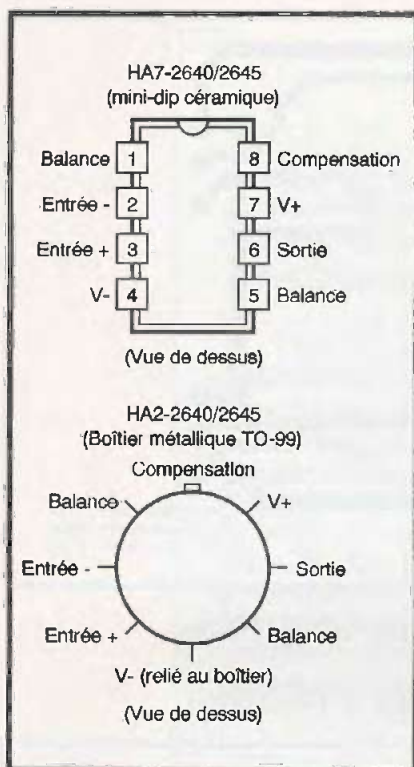 HA7-2640/2645
(mini-dip céramique)
Balance 1 8 Compensation
Entrée - 2 7 V+
Entrée + 3 6 Sortie
V- 4 5 Balance
(Vue de dessus)
HA2-2640/2645
(Boîtier métallique TO-99)
Compensation
Balance V+
Entrée - Sortie
Entrée + Balance
V- (relié au boîtier)
(Vue de dessus)